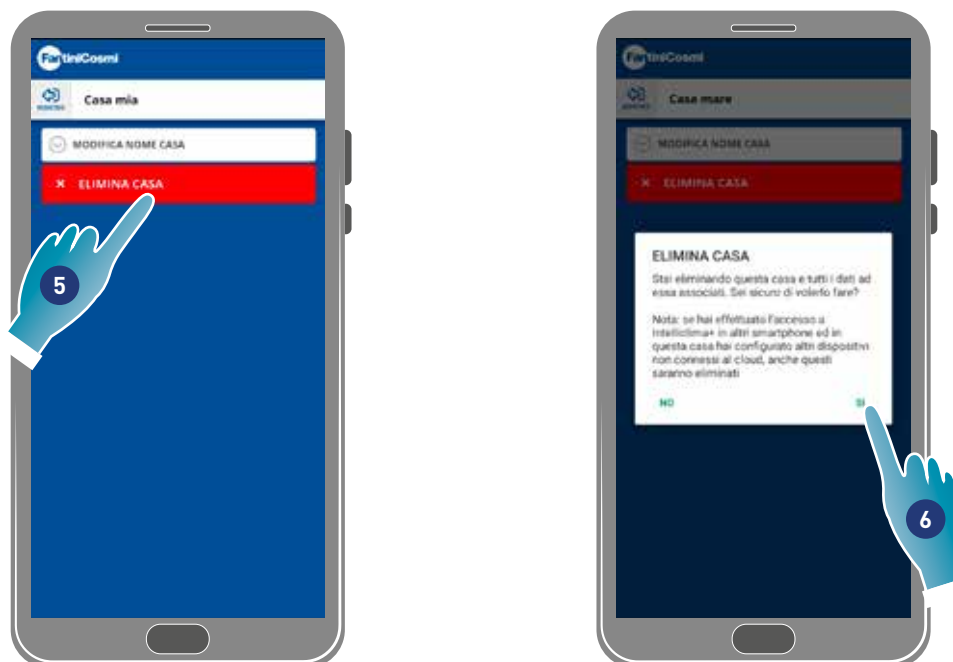 FantiniCosmi
Casa mia
MODIFICA NOME CASA
× ELIMINA CASA
5
FantiniCosmi
Casa mare
MODIFICA NOME CASA
× ELIMINA CASA
ELIMINA CASA
Stai eliminando questa casa e tutti i dati ad
essa associati. Sei sicuro di volerlo fare?
Nota: se hai effettuato l'accesso a
Intelliclima+ in altri smartphone ed in
questa casa hai configurato altri dispositivi
non connessi al cloud, anche questi
saranno eliminati
NO
SI
6